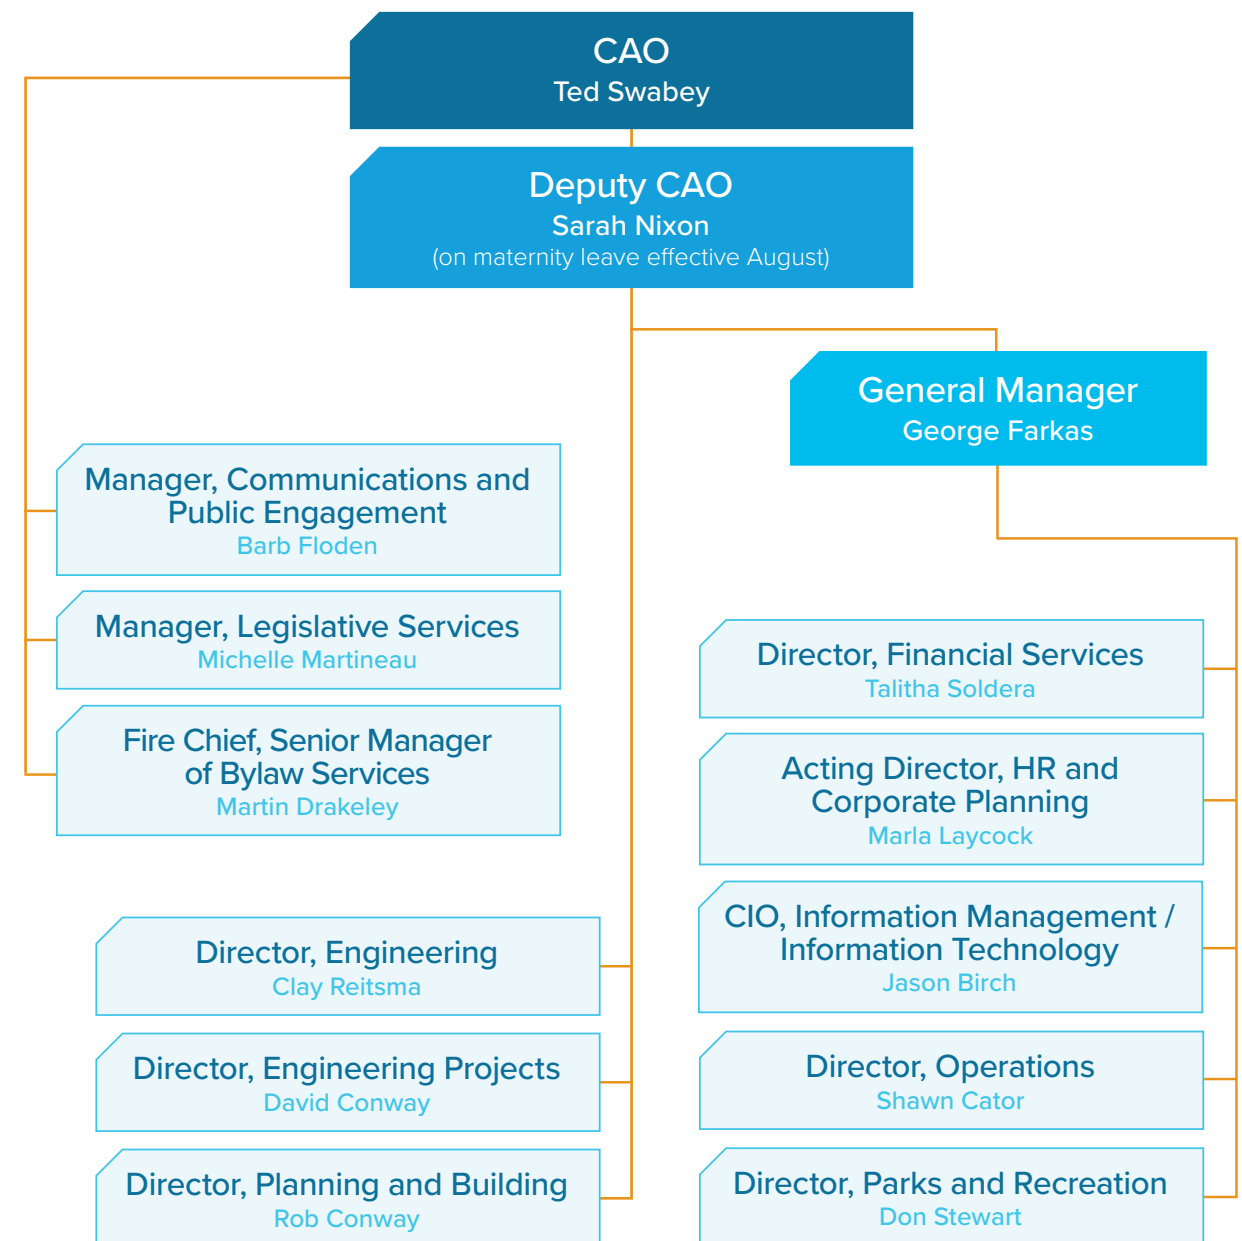 CAO
Ted Swabey
Deputy CAO
Sarah Nixon
(on maternity leave effective August)
General Manager
George Farkas
Manager, Communications and
Public Engagement
Barb Floden
Manager, Legislative Services
Michelle Martineau
Fire Chief, Senior Manager
of Bylaw Services
Martin Drakeley
Director, Engineering
Clay Reitsma
Director, Engineering Projects
David Conway
Director, Planning and Building
Rob Conway
Director, Financial Services
Talitha Soldera
Acting Director, HR and
Corporate Planning
Marla Laycock
CIO, Information Management /
Information Technology
Jason Birch
Director, Operations
Shawn Cator
Director, Parks and Recreation
Don Stewart